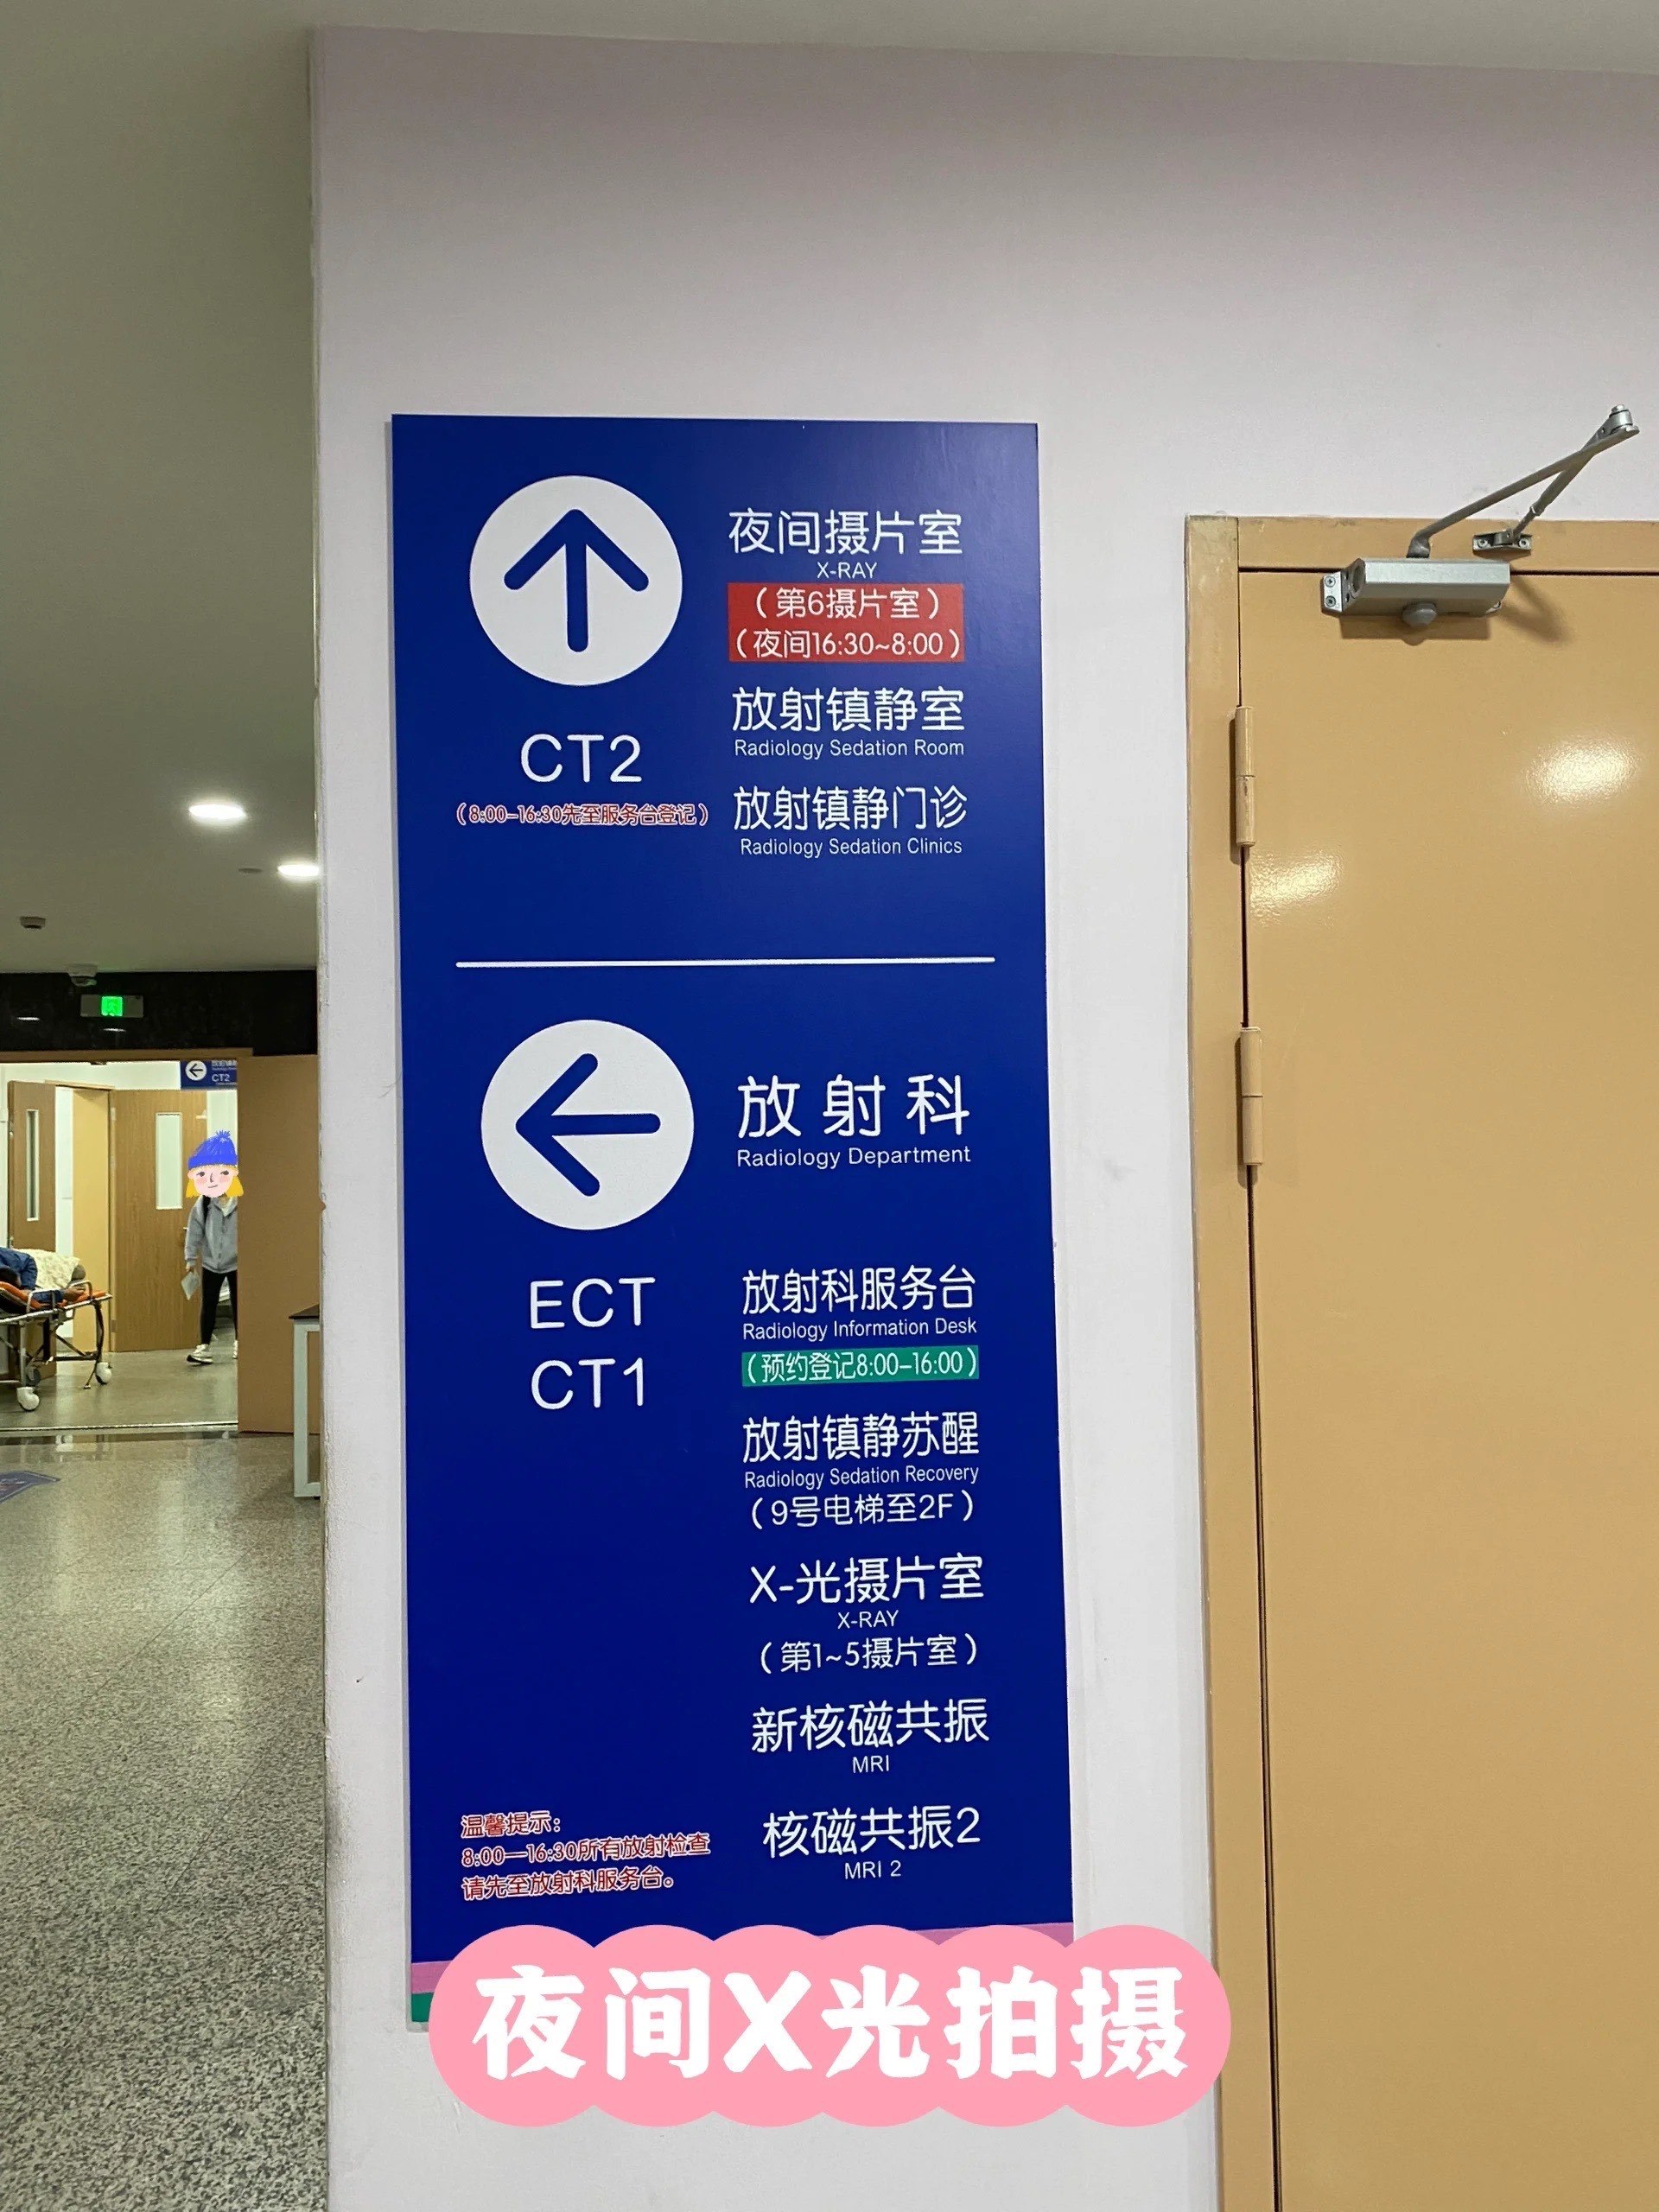 夜间摄片室
X-RAY
（第6摄片室）
（夜间16:30~8:00）
CT2
（8:00-16:30先至服务台登记）
放射镇静室
Radiology Sedation Room
放射镇静门诊
Radiology Sedation Clinics
放射科
Radiology Department
ECT
CT1
放射科服务台
Radiology Information Desk
（预约登记8:00-16:00）
放射镇静苏醒
Radiology Sedation Recovery
（9号电梯至2F）
X-光摄片室
X-RAY
（第1~5摄片室）
新核磁共振
MRI
核磁共振2
MRI 2
温馨提示：
8:00—16:30所有放射检查
请先至放射科服务台。
CT2
夜间X光拍摄